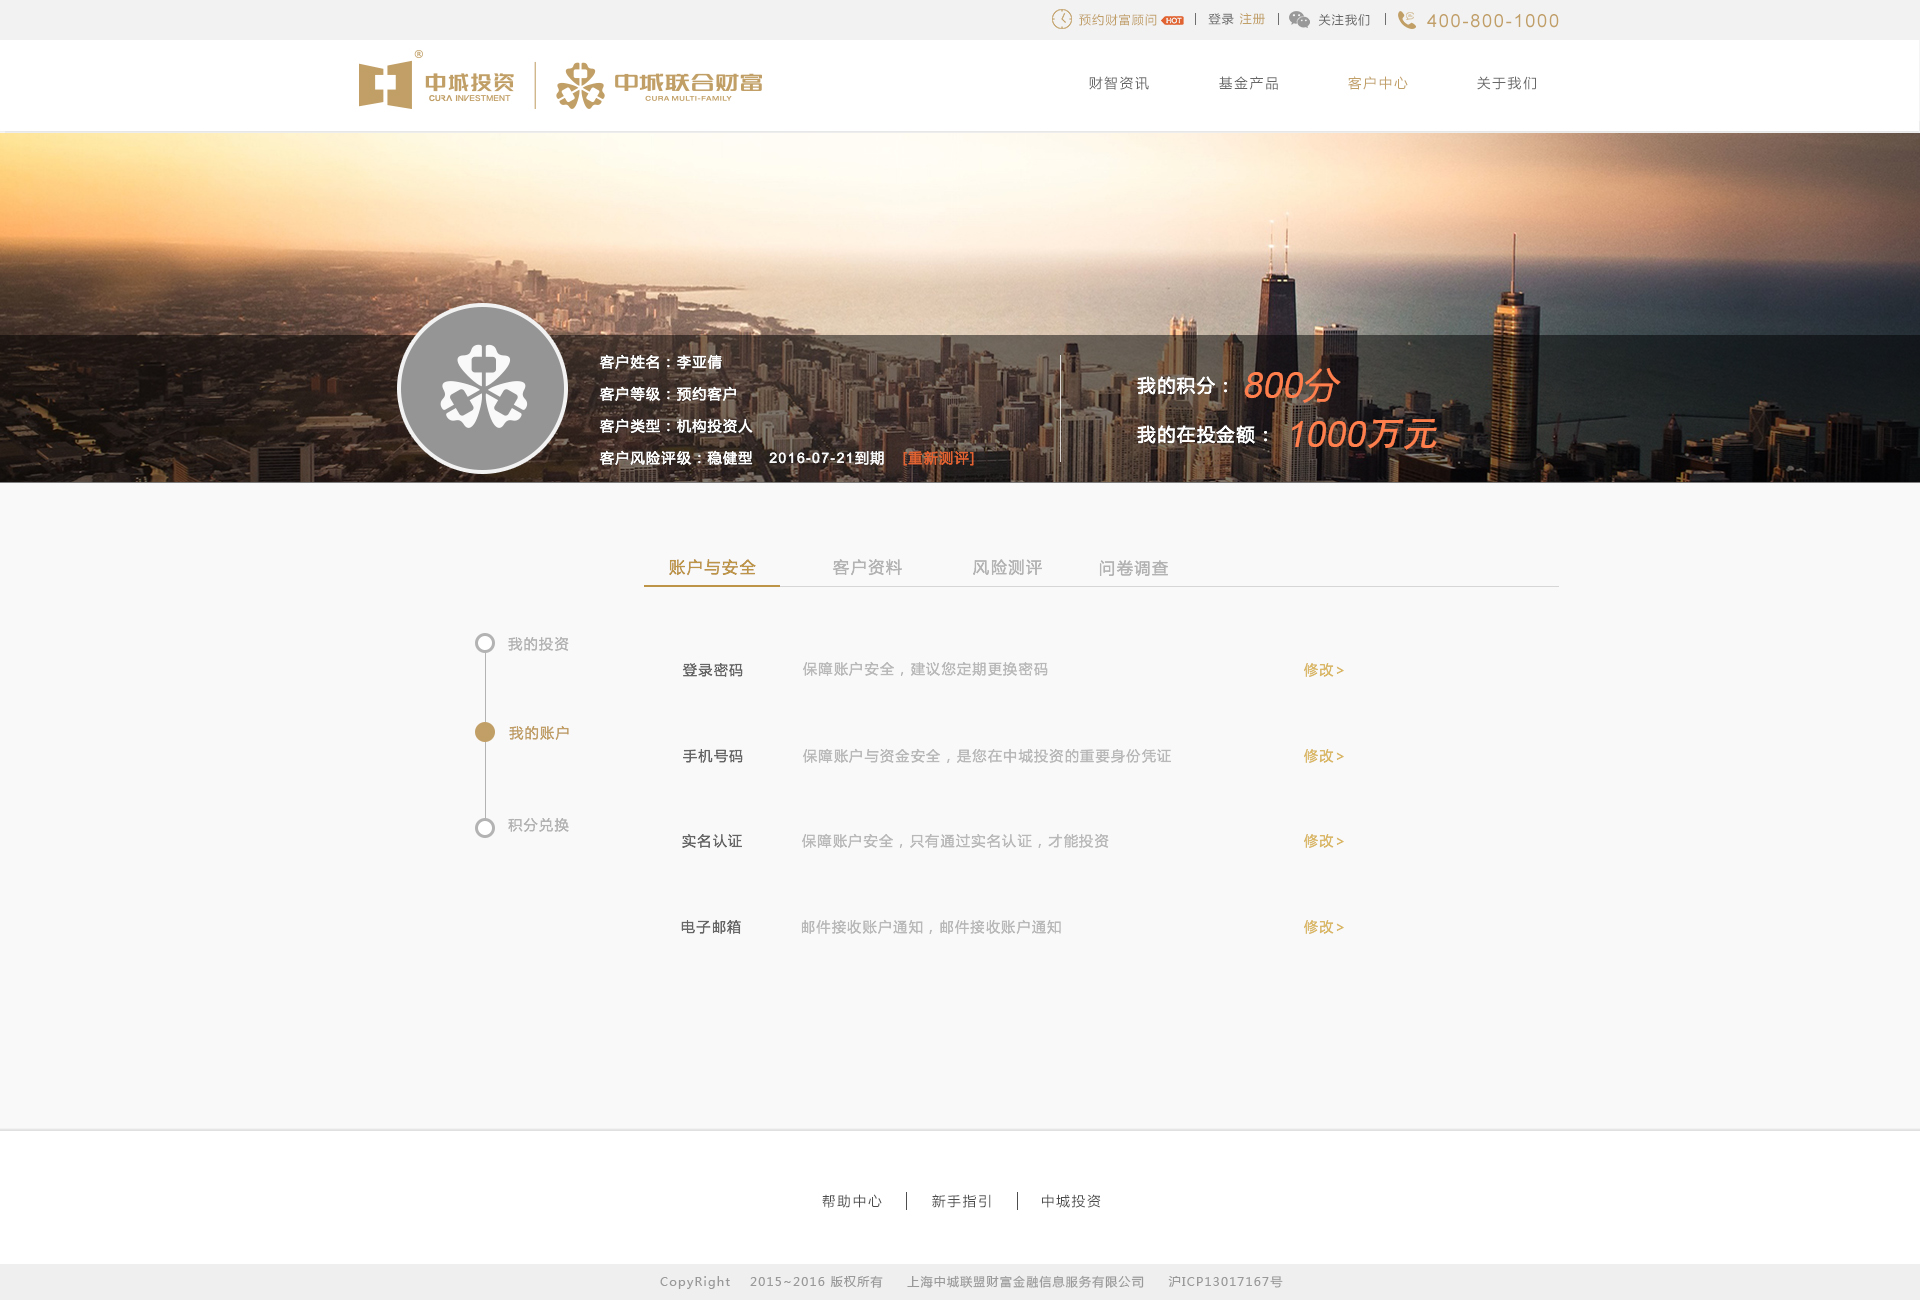 预约财富顾问 HOT | 登录 注册 | 关注我们 | 400-800-1000
®
中城投资 | 中城联合财富
CURA INVESTMENT CURA MULTI-FAMILY
财智资讯 基金产品 客户中心 关于我们
客户姓名：李亚倩
客户等级：预约客户
客户类型：机构投资人
客户风险评级：稳健型 2016-07-21到期 [重新测评]
我的积分： 800分
我的在投金额： 1000万元
账户与安全 客户资料 风险测评 问卷调查
我的投资
我的账户
积分兑换
登录密码 保障账户安全，建议您定期更换密码 修改>
手机号码 保障账户与资金安全，是您在中城投资的重要身份凭证 修改>
实名认证 保障账户安全，只有通过实名认证，才能投资 修改>
电子邮箱 邮件接收账户通知，邮件接收账户通知 修改>
帮助中心 | 新手指引 | 中城投资
CopyRight 2015~2016 版权所有 上海中城联盟财富金融信息服务有限公司 沪ICP13017167号